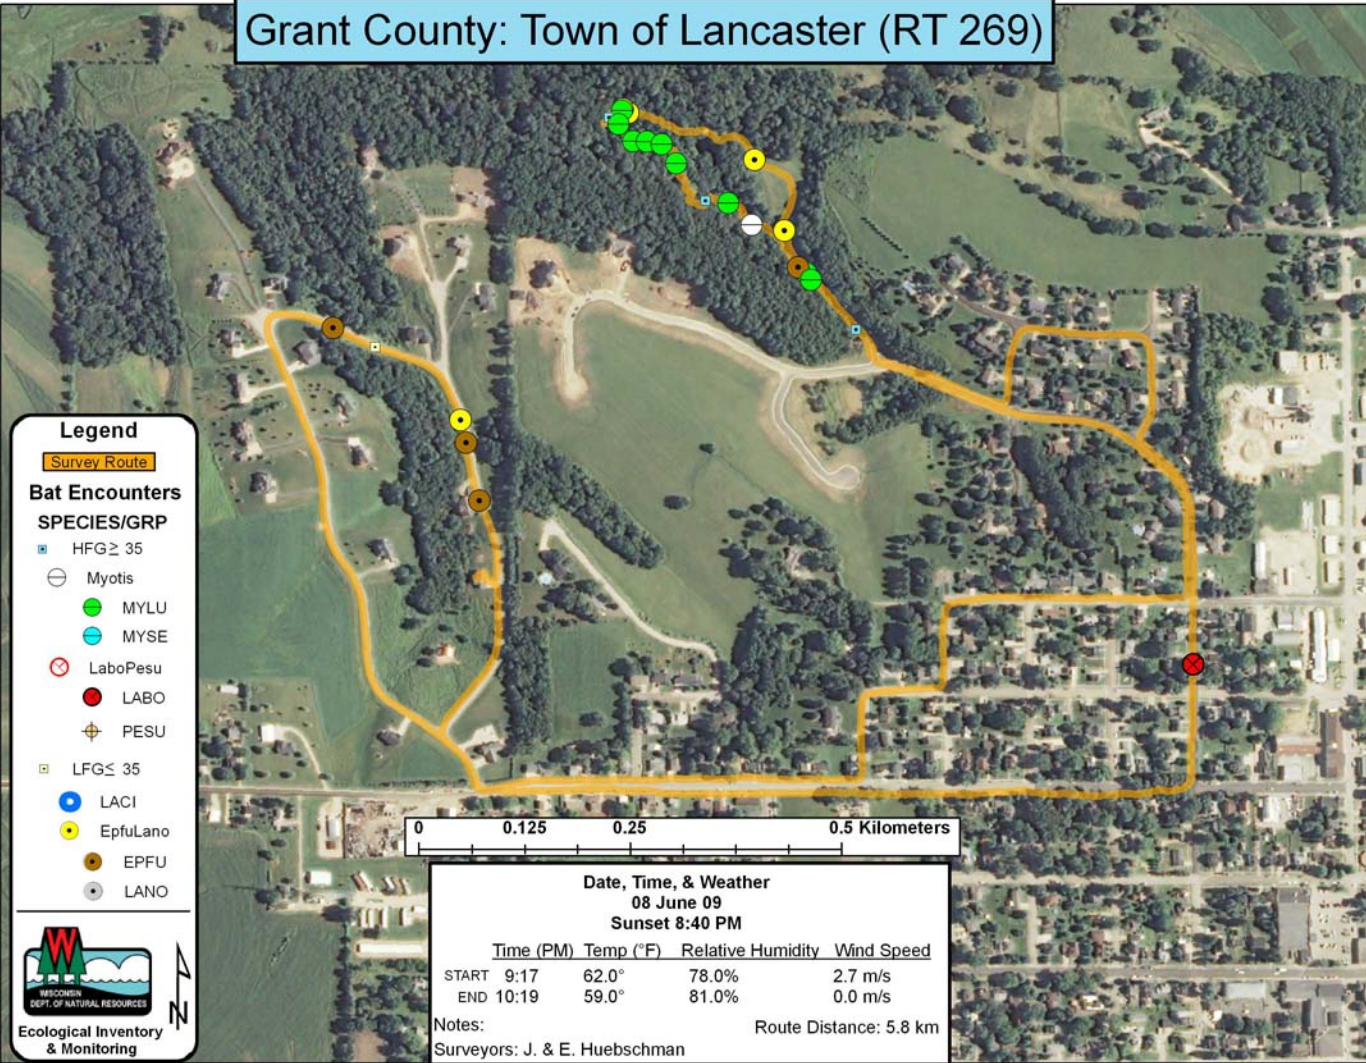 Grant County: Town of Lancaster (RT 269)
Legend
Survey Route
Bat Encounters
SPECIES/GRP
HFG≥ 35
Myotis
MYLU
MYSE
LaboPesu
LABO
PESU
LFG≤ 35
LACI
EpfuLano
EPFU
LANO
W
WISCONSIN
DEPT. OF NATURAL RESOURCES
N
Ecological Inventory
& Monitoring
0 0.125 0.25 0.5 Kilometers
Date, Time, & Weather
08 June 09
Sunset 8:40 PM
Time (PM) Temp (°F) Relative Humidity Wind Speed
START 9:17 62.0° 78.0% 2.7 m/s
END 10:19 59.0° 81.0% 0.0 m/s
Notes: Route Distance: 5.8 km
Surveyors: J. & E. Huebschman